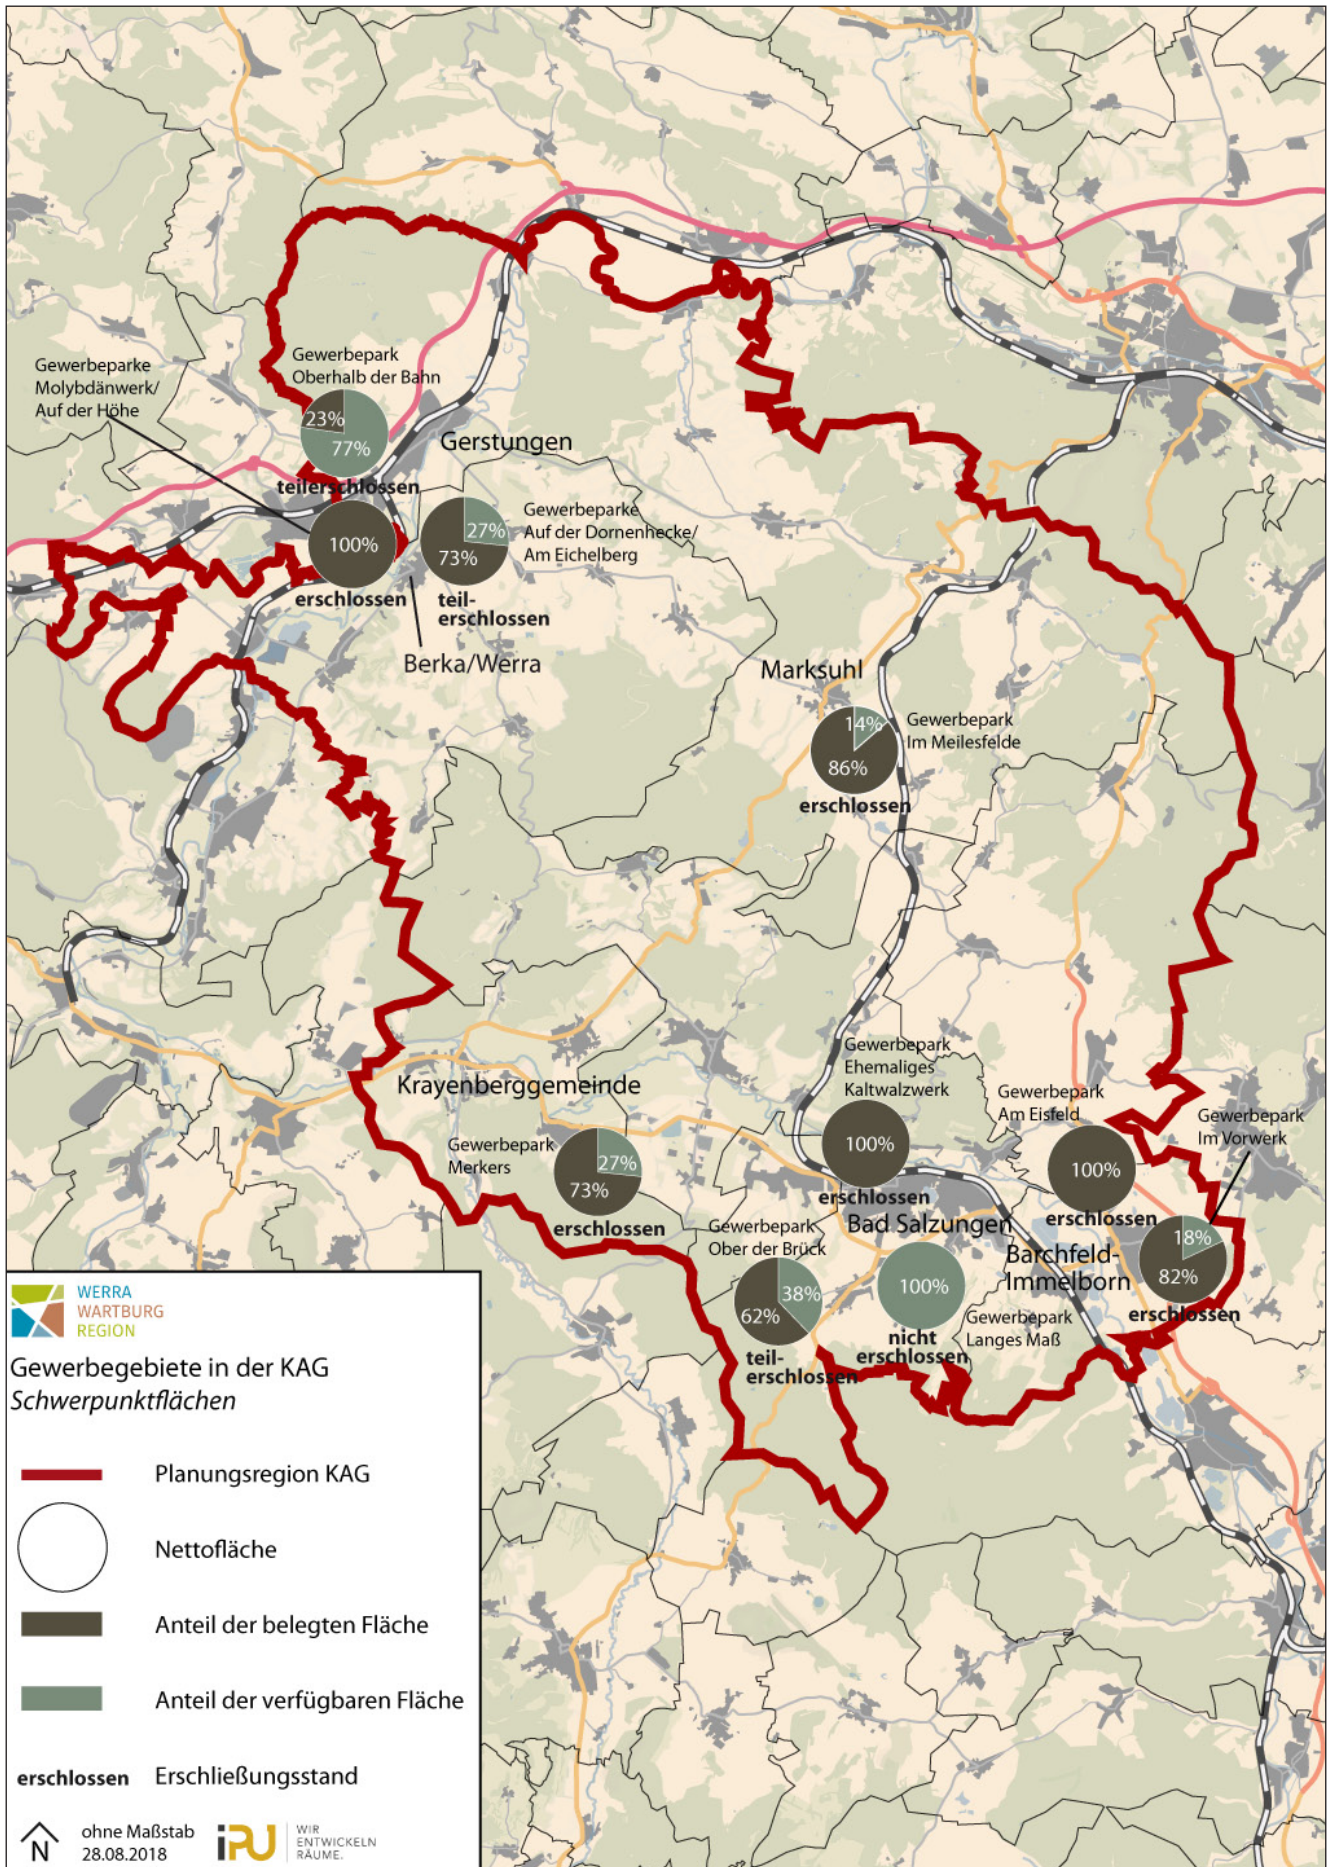 Gewerbepark
Oberhalb der Bahn
23%
77%
teilerschlossen
Gewerbeparke
Molybdänwerk/
Auf der Höhe
100%
erschlossen
Gerstungen
Gewerbeparke
Auf der Dornenhecke/
Am Eichelberg
27%
73%
teil-
erschlossen
Berka/Werra
Marksuhl
14%
86%
erschlossen
Gewerbepark
Im Meilesfelde
Krayenberggemeinde
Gewerbepark
Merkers
27%
73%
erschlossen
Gewerbepark
Ehemaliges
Kaltwalzwerk
100%
erschlossen
Bad Salzungen
Gewerbepark
Am Eisfeld
100%
erschlossen
Gewerbepark
Im Vorwerk
18%
82%
erschlossen
Barchfeld-
Immelborn
Gewerbepark
Ober der Brück
38%
62%
teil-
erschlossen
100%
nicht
erschlossen
Gewerbepark
Langes Maß
WERRA
WARTBURG
REGION
Gewerbegebiete in der KAG
Schwerpunktflächen
Planungsregion KAG
Nettofläche
Anteil der belegten Fläche
Anteil der verfügbaren Fläche
erschlossen Erschließungsstand
N
ohne Maßstab
28.08.2018
iPU
WIR
ENTWICKELN
RÄUME.